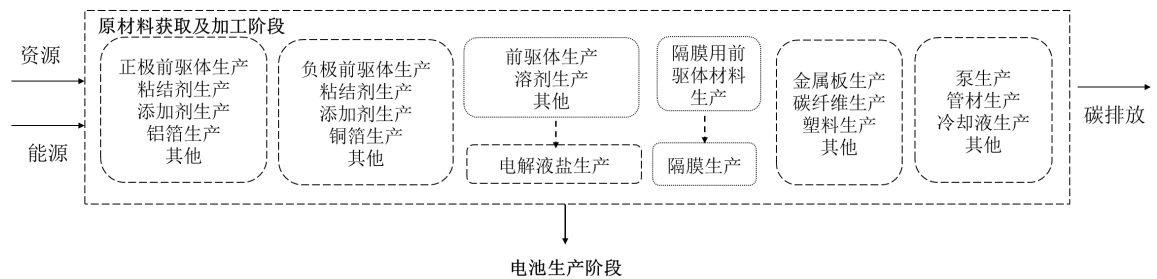 原材料获取及加工阶段
资源
能源
正极前驱体生产
粘结剂生产
添加剂生产
铝箔生产
其他
负极前驱体生产
粘结剂生产
添加剂生产
铜箔生产
其他
前驱体生产
溶剂生产
其他
电解液盐生产
隔膜用前
驱体材料
生产
隔膜生产
金属板生产
碳纤维生产
塑料生产
其他
泵生产
管材生产
冷却液生产
其他
碳排放
电池生产阶段